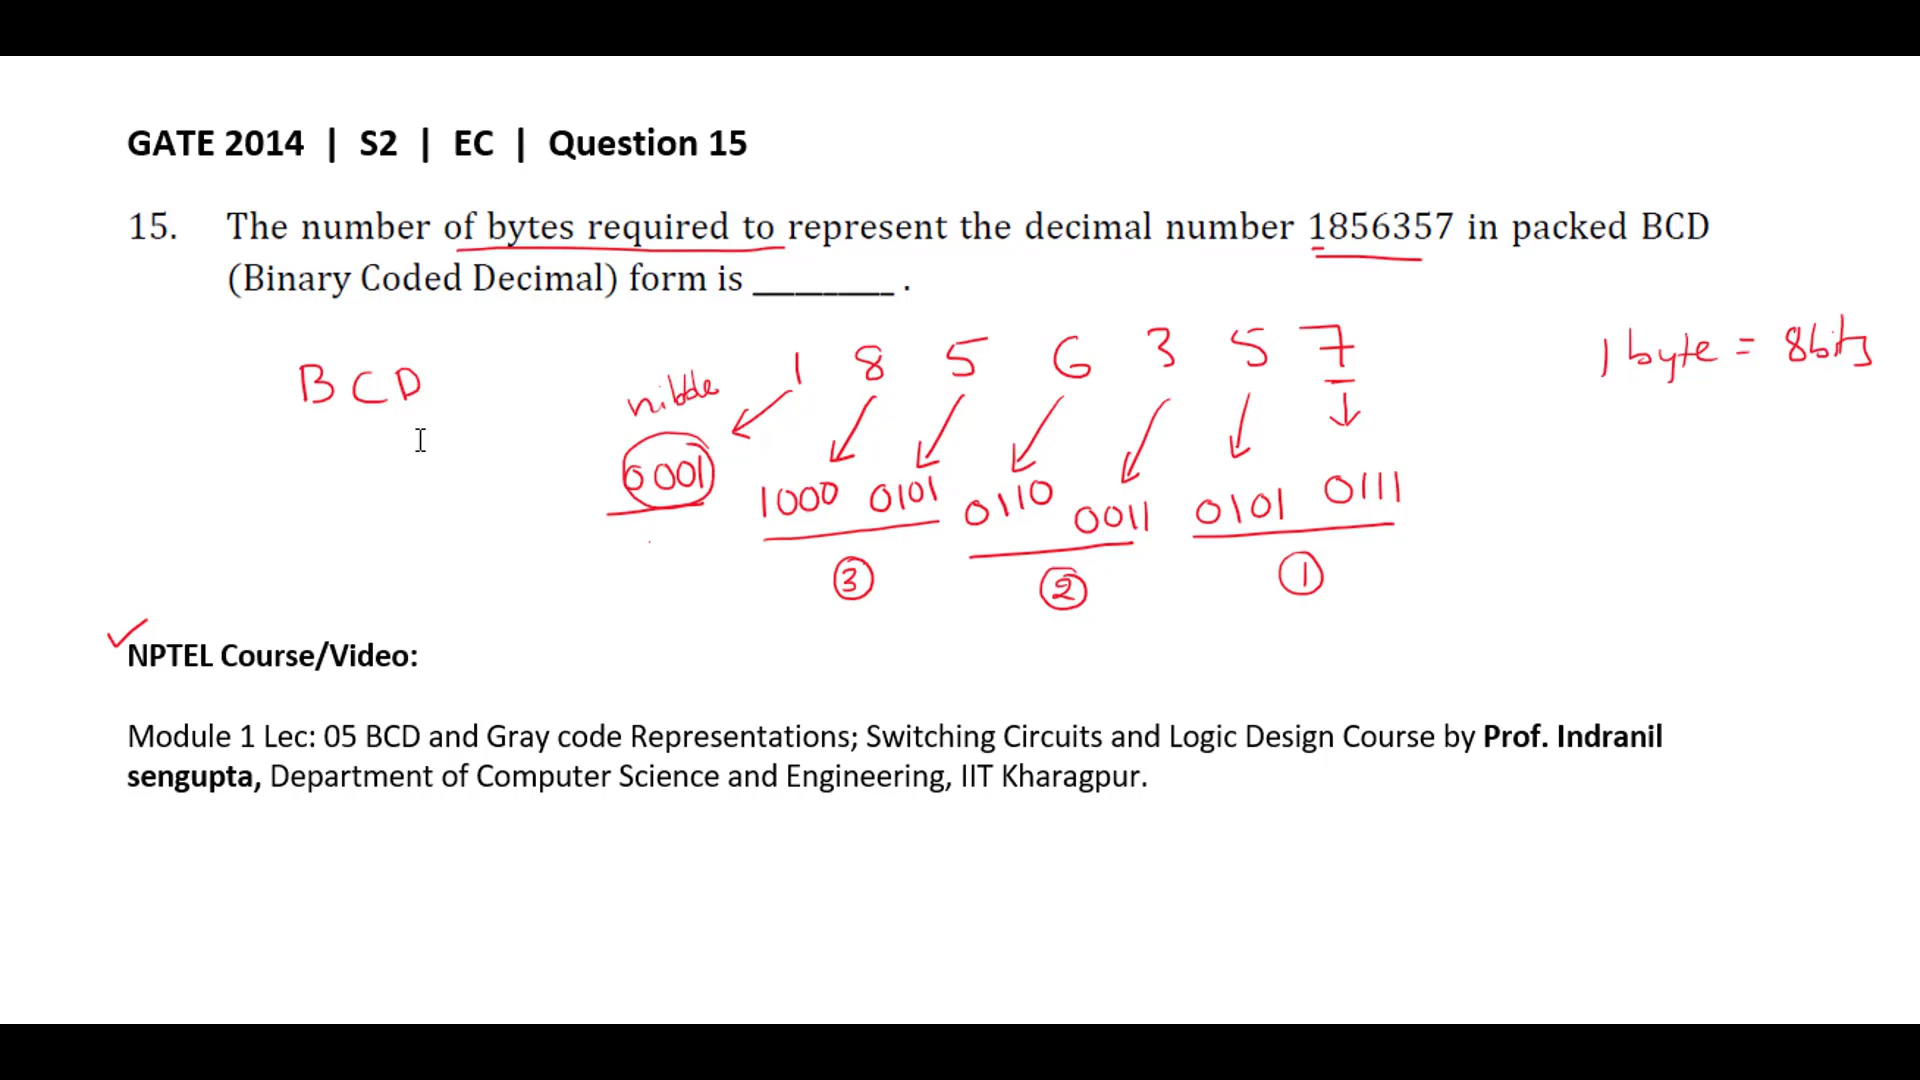 GATE 2014 | S2 | EC | Question 15
15. The number of bytes required to represent the decimal number 1856357 in packed BCD
(Binary Coded Decimal) form is ________ .
1 byte = 8bits
BCD
nibble
1 8 5 6 3 5 7
0001 1000 0101 0110 0011 0101 0111
3 2 1
NPTEL Course/Video:
Module 1 Lec: 05 BCD and Gray code Representations; Switching Circuits and Logic Design Course by Prof. Indranil
sengupta, Department of Computer Science and Engineering, IIT Kharagpur.